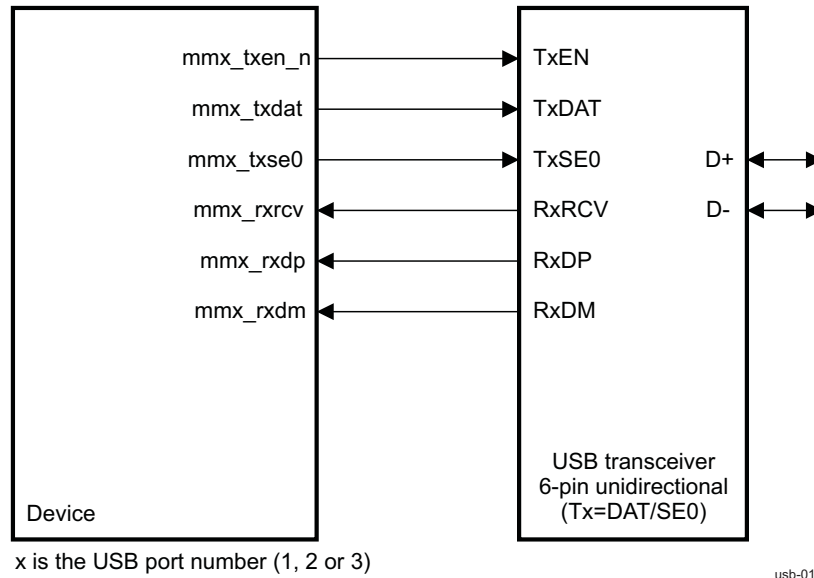 mmx_txen_n TxEN
mmx_txdat TxDAT
mmx_txse0 TxSE0 D+
mmx_rxrcv RxRCV D-
mmx_rxdp RxDP
mmx_rxdm RxDM
USB transceiver
6-pin unidirectional
(Tx=DAT/SE0)
Device
x is the USB port number (1, 2 or 3)
usb-01